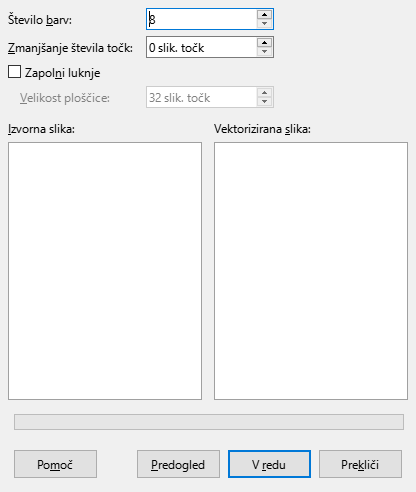 Število barv: 8
Zmanjšanje števila točk: 0 slik. točk
Zapolni luknje
Velikost ploščice: 32 slik. točk
Izvorna slika: Vektorizirana slika:
Pomoč Predogled V redu Prekliči